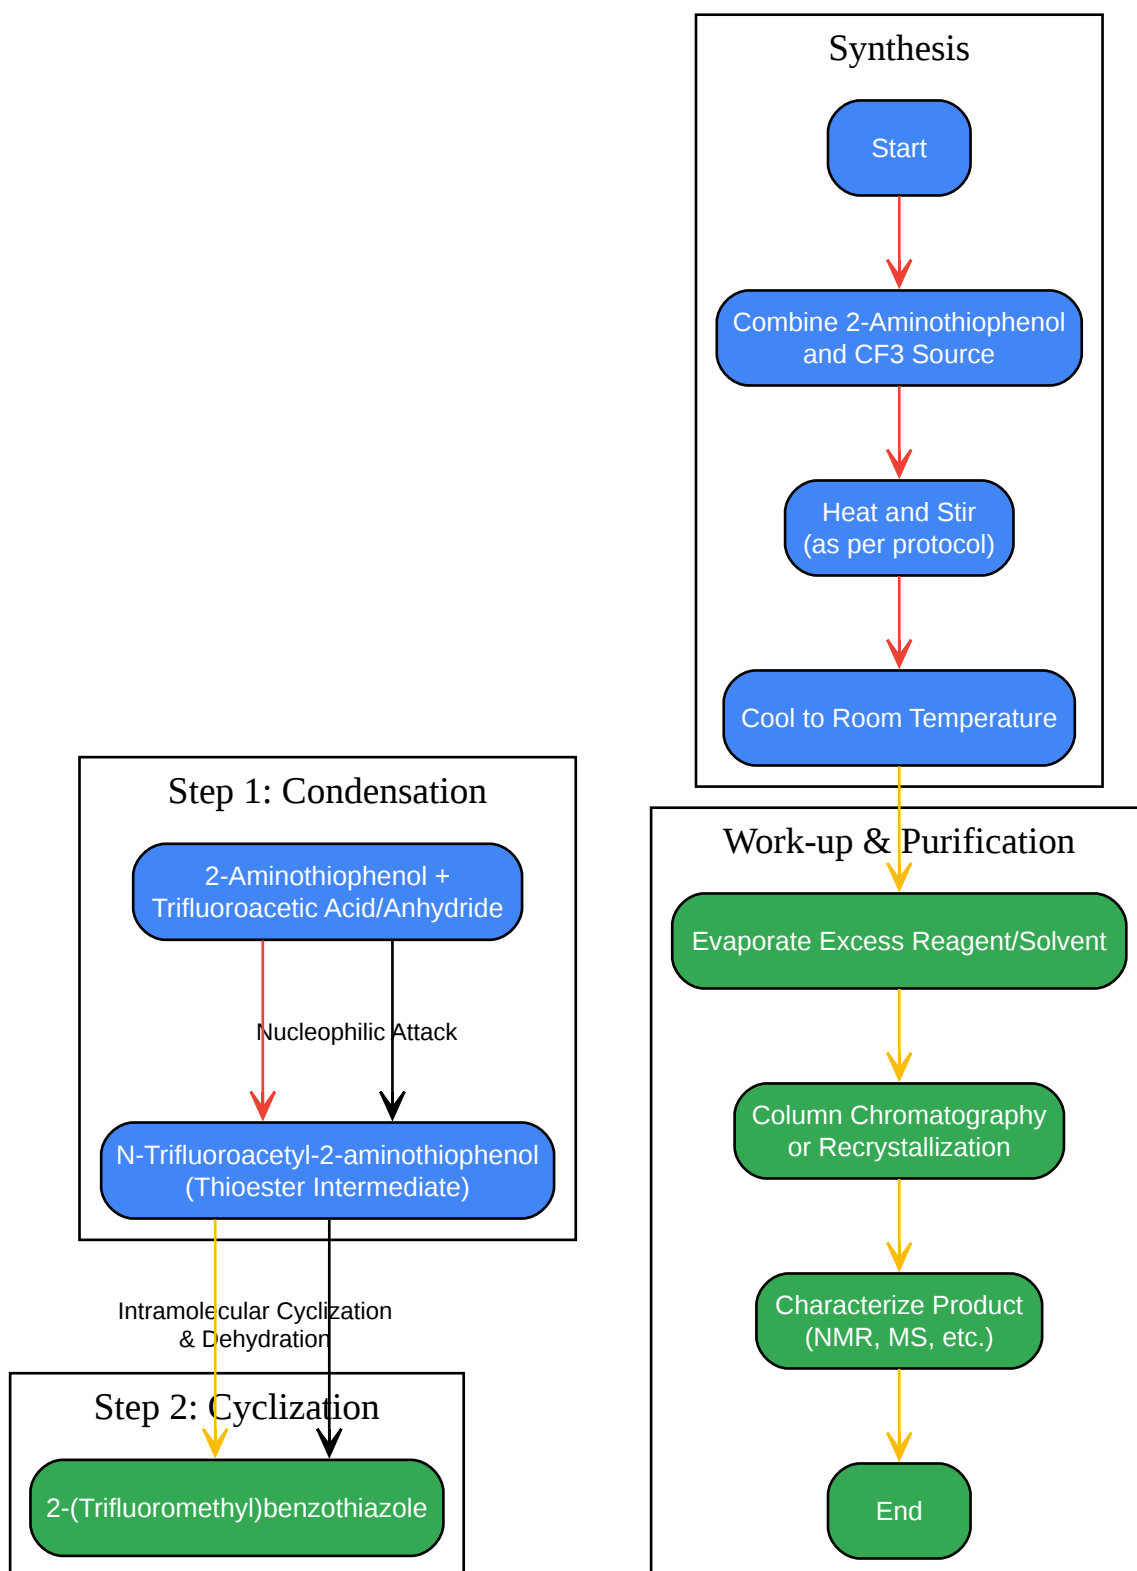 Synthesis
Start
Combine 2-Aminothiophenol
and CF3 Source
Heat and Stir
(as per protocol)
Cool to Room Temperature
Work-up & Purification
Evaporate Excess Reagent/Solvent
Column Chromatography
or Recrystallization
Characterize Product
(NMR, MS, etc.)
End
Step 1: Condensation
2-Aminothiophenol +
Trifluoroacetic Acid/Anhydride
Nucleophilic Attack
N-Trifluoroacetyl-2-aminothiophenol
(Thioester Intermediate)
Intramolecular Cyclization
& Dehydration
Step 2: Cyclization
2-(Trifluoromethyl)benzothiazole